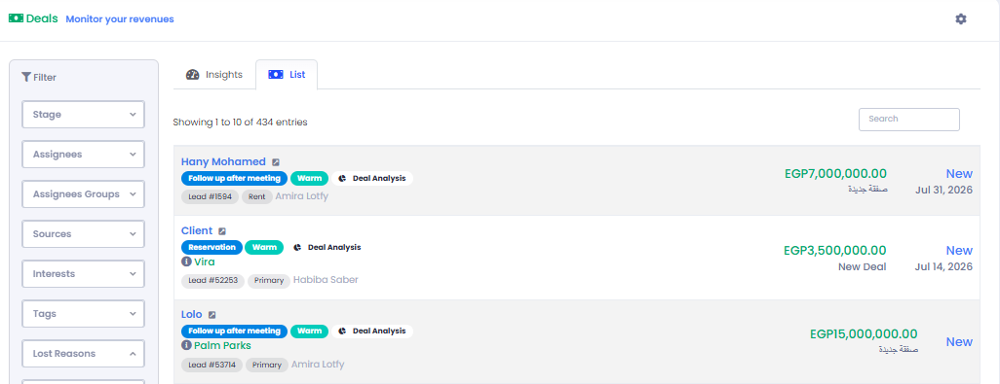 Deals Monitor your revenues
Filter
Stage
Assignees
Assignees Groups
Sources
Interests
Tags
Lost Reasons
Insights
List
Showing 1 to 10 of 434 entries
Search
Hany Mohamed
Follow up after meeting Warm Deal Analysis
Lead #1594 Rent Amira Lotfy
EGP7,000,000.00
صفقة جديدة
New
Jul 31, 2026
Client
Reservation Warm Deal Analysis
Vira
Lead #52253 Primary Habiba Saber
EGP3,500,000.00
New Deal
New
Jul 14, 2026
Lolo
Follow up after meeting Warm Deal Analysis
Palm Parks
Lead #53714 Primary Amira Lotfy
EGP15,000,000.00
صفقة جديدة
New